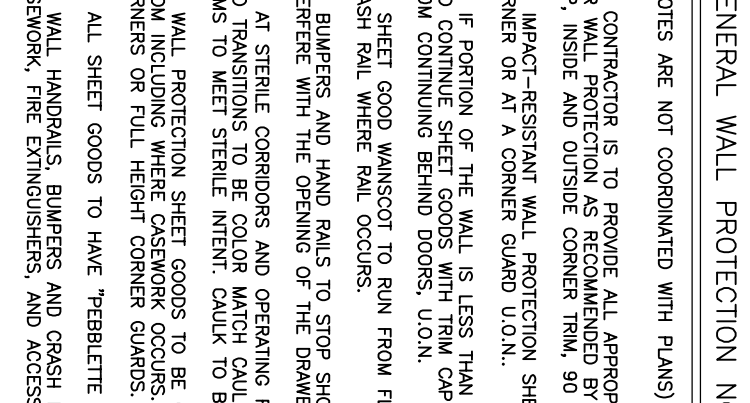 ENERAL WALL PROTECTION
OTES ARE NOT COORDINATED WITH PLANS)
CONTRACTOR IS TO PROVIDE ALL APPROP
R WALL PROTECTION AS RECOMMENDED BY
P, INSIDE AND OUTSIDE CORNER TRIM, 90
IMPACT-RESISTANT WALL PROTECTION SHE
RNER OR AT A CORNER GUARD U.O.N..
IF PORTION OF THE WALL IS LESS THAN
O CONTINUE SHEET GOODS WITH TRIM CAP
OM CONTINUING BEHIND DOORS, U.O.N.
SHEET GOOD WAINSCOT TO RUN FROM FL
ASH RAIL WHERE RAIL OCCURS.
BUMPERS AND HAND RAILS TO STOP SHO
ERFERE WITH THE OPENING OF THE DRAWE
AT STERILE CORRIDORS AND OPERATING
O TRANSITIONS TO BE COLOR MATCH CAUL
MS TO MEET STERILE INTENT. CAULK TO B
WALL PROTECTION SHEET GOODS TO BE
OM INCLUDING WHERE CASEWORK OCCURS.
RNERS OR FULL HEIGHT CORNER GUARDS.
ALL SHEET GOODS TO HAVE "PEBBLETTE
WALL HANDRAILS, BUMPERS AND CRASH
SEWORK, FIRE EXTINGUISHERS, AND ACCESS